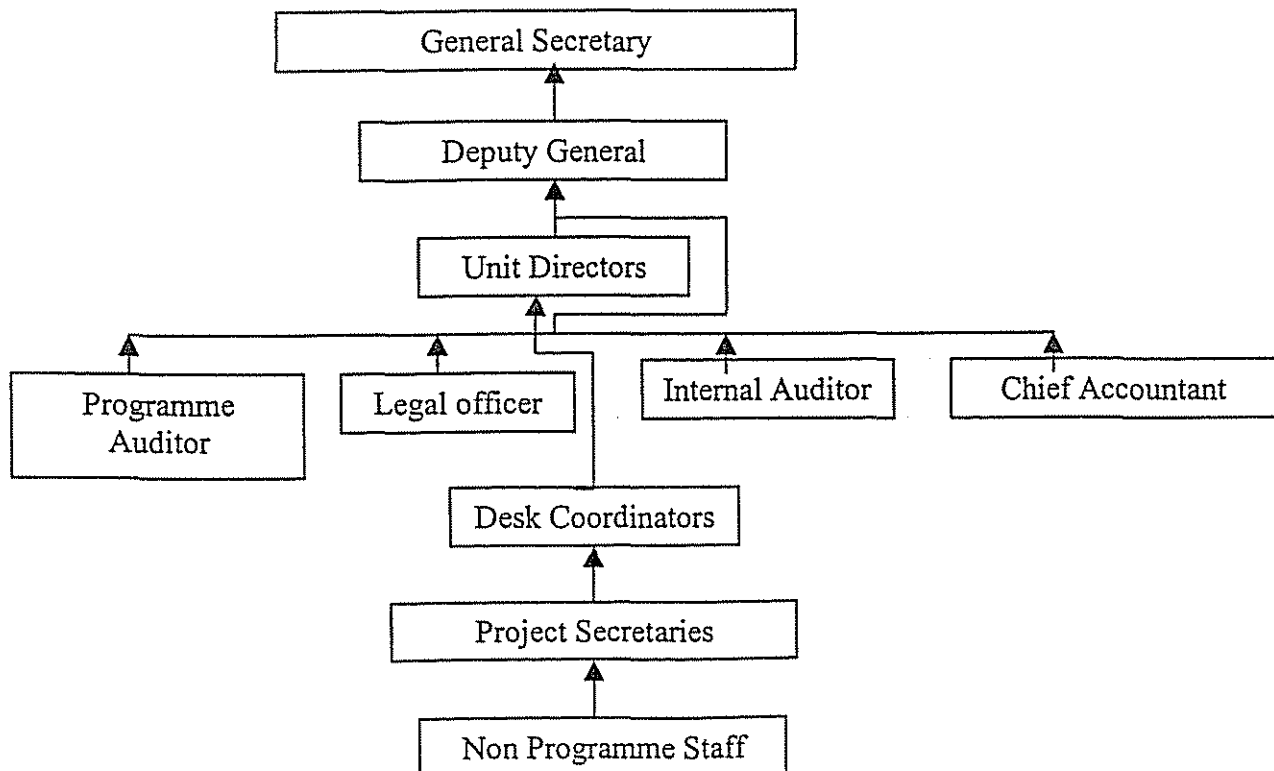 General Secretary
Deputy General
Unit Directors
Programme
Auditor
Legal officer
Internal Auditor
Chief Accountant
Desk Coordinators
Project Secretaries
Non Programme Staff